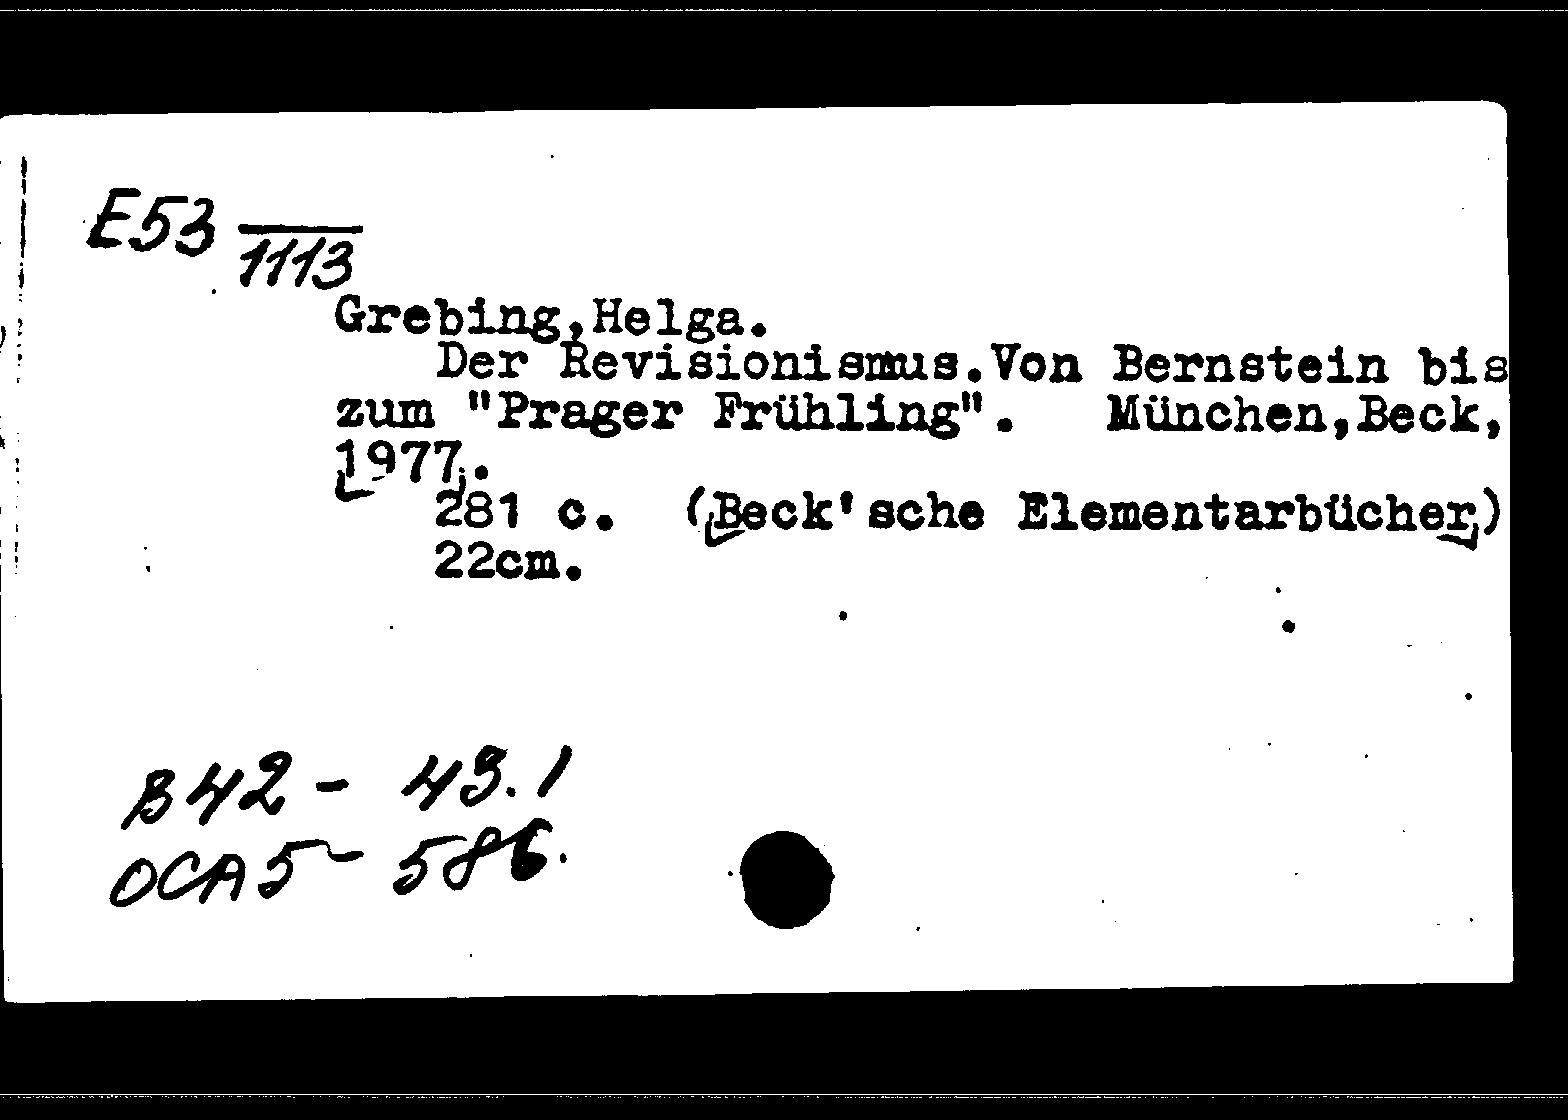 E53 1113
Grebing,Helga.
Der Revisionismus.Von Bernstein bis
zum "Prager Frühling". München,Beck,
1977.
281 c. (Beck'sche Elementarbücher)
22cm.
B42 - 43.1
OCA5 - 586.